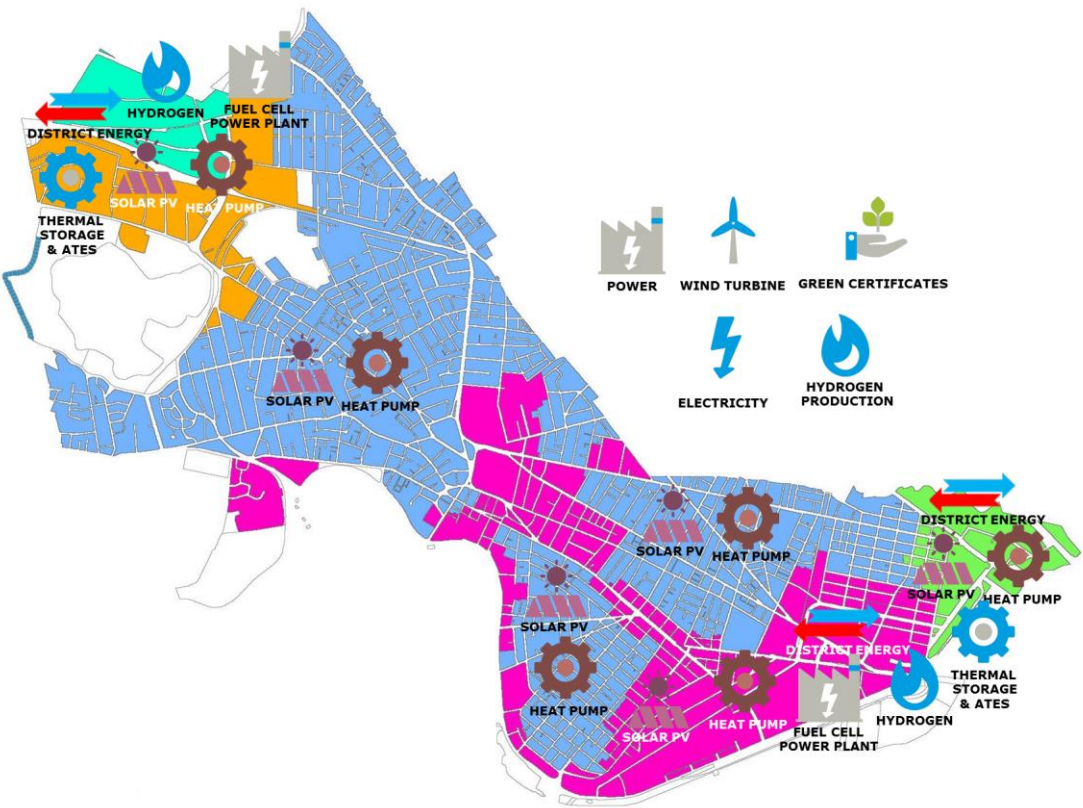 HYDROGEN
FUEL CELL
POWER PLANT
DISTRICT ENERGY
SOLAR PV
HEAT PUMP
THERMAL
STORAGE
& ATES
POWER
WIND TURBINE
GREEN CERTIFICATES
ELECTRICITY
HYDROGEN
PRODUCTION
SOLAR PV
HEAT PUMP
SOLAR PV
HEAT PUMP
DISTRICT ENERGY
SOLAR PV
HEAT PUMP
SOLAR PV
HEAT PUMP
DISTRICT ENERGY
THERMAL
STORAGE
& ATES
SOLAR PV
HEAT PUMP
FUEL CELL
POWER PLANT
HYDROGEN